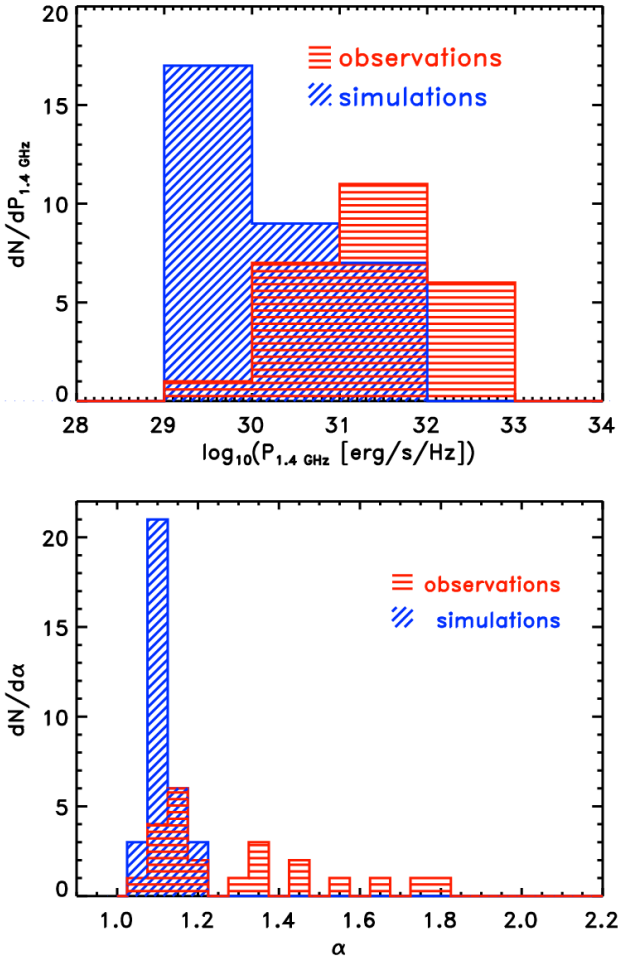 20
15
10
5
0
dN/dP1.4 GHz
observations
simulations
28 29 30 31 32 33 34
log10(P1.4 GHz [erg/s/Hz])
20
15
10
5
0
dN/dα
observations
simulations
1.0 1.2 1.4 1.6 1.8 2.0 2.2
α